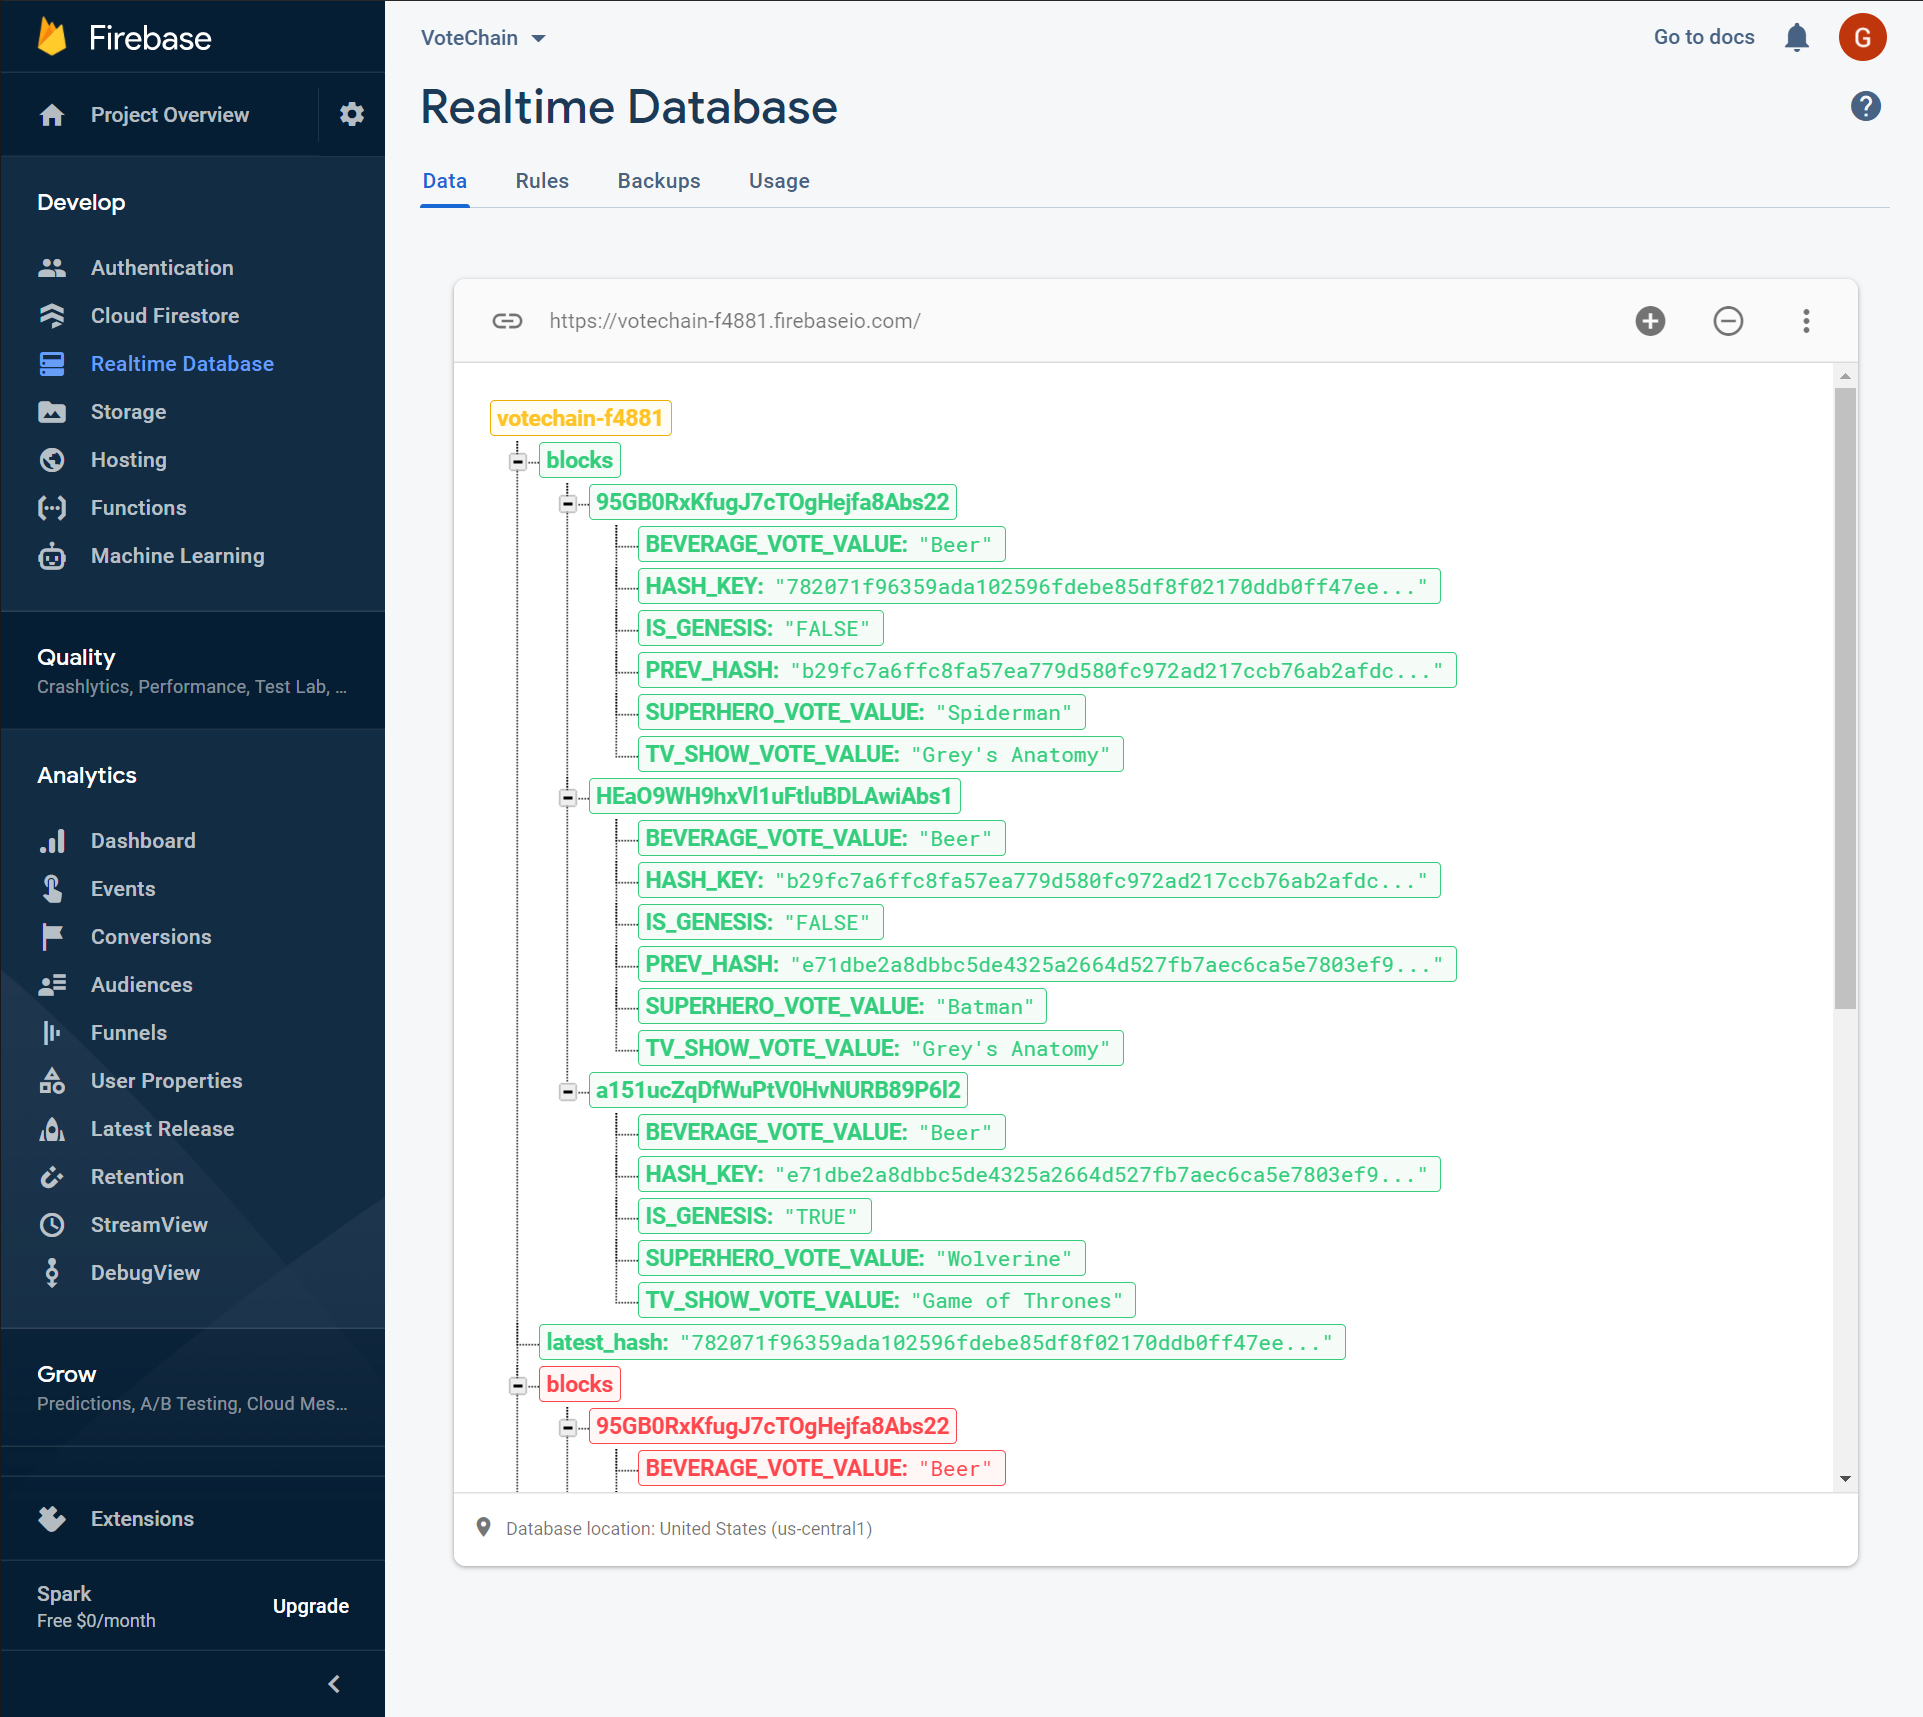 Firebase
Project Overview
Develop
Authentication
Cloud Firestore
Realtime Database
Storage
Hosting
Functions
Machine Learning
Quality
Crashlytics, Performance, Test Lab, ...
Analytics
Dashboard
Events
Conversions
Audiences
Funnels
User Properties
Latest Release
Retention
StreamView
DebugView
Grow
Predictions, A/B Testing, Cloud Mes...
Extensions
Spark
Free $0/month
Upgrade
VoteChain
Go to docs
G
Realtime Database
?
Data Rules Backups Usage
https://votechain-f4881.firebaseio.com/
votechain-f4881
blocks
95GB0RxKfugJ7cTOgHejfa8Abs22
BEVERAGE_VOTE_VALUE: "Beer"
HASH_KEY: "782071f96359ada102596fdebe85df8f02170ddb0ff47ee..."
IS_GENESIS: "FALSE"
PREV_HASH: "b29fc7a6ffc8fa57ea779d580fc972ad217ccb76ab2afdc..."
SUPERHERO_VOTE_VALUE: "Spiderman"
TV_SHOW_VOTE_VALUE: "Grey's Anatomy"
HEaO9WH9hxVl1uFtluBDLAwiAbs1
BEVERAGE_VOTE_VALUE: "Beer"
HASH_KEY: "b29fc7a6ffc8fa57ea779d580fc972ad217ccb76ab2afdc..."
IS_GENESIS: "FALSE"
PREV_HASH: "e71dbe2a8dbbc5de4325a2664d527fb7aec6ca5e7803ef9..."
SUPERHERO_VOTE_VALUE: "Batman"
TV_SHOW_VOTE_VALUE: "Grey's Anatomy"
a151ucZqDfWuPtV0HvNURB89P6l2
BEVERAGE_VOTE_VALUE: "Beer"
HASH_KEY: "e71dbe2a8dbbc5de4325a2664d527fb7aec6ca5e7803ef9..."
IS_GENESIS: "TRUE"
SUPERHERO_VOTE_VALUE: "Wolverine"
TV_SHOW_VOTE_VALUE: "Game of Thrones"
latest_hash: "782071f96359ada102596fdebe85df8f02170ddb0ff47ee..."
blocks
95GB0RxKfugJ7cTOgHejfa8Abs22
BEVERAGE_VOTE_VALUE: "Beer"
Database location: United States (us-central1)